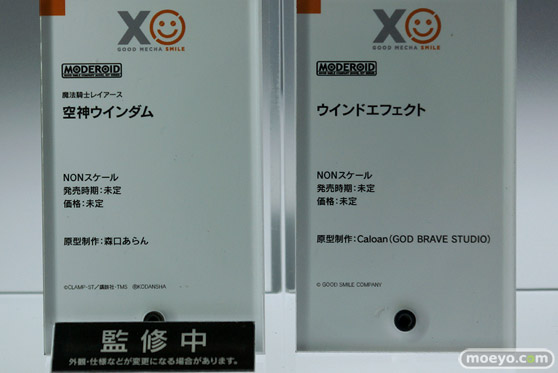 XO
GOOD MECHA SMILE
MODEROID
魔法騎士レイアース
空神ウインダム
NONスケール
発売時期：未定
価格：未定
原型制作：森口あらん
©CLAMP・ST／講談社・TMS ⓇKODANSHA
監修中
外観・仕様などが変更になる場合があります。
XO
GOOD MECHA SMILE
MODEROID
ウインドエフェクト
NONスケール
発売時期：未定
価格：未定
原型制作：Caloan（GOD BRAVE STUDIO）
© GOOD SMILE COMPANY
moeyo.com